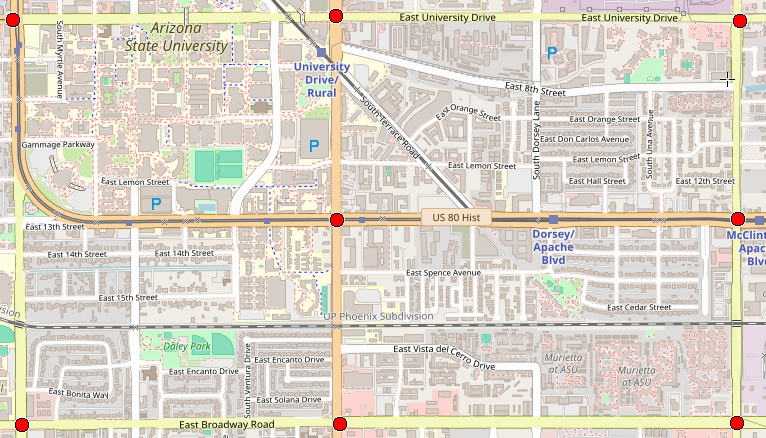 East University Drive
East University Drive
Arizona
State University
South Myrtle Avenue
University
Drive/
Rural
P
East 8th Street
South Terrace Road
East Orange Street
South Dorsey Lane
East Orange Street
South Una Avenue
East Don Carlos Avenue
Gammage Parkway
P
East Lemon Street
East Lemon Street
East Lemon Street
East Hall Street
East 12th Street
P
US 80 Hist
East 13th Street
Dorsey/
Apache
Blvd
McClint
Apac
Blv
East 14th Street
East 14th Street
East Spence Avenue
East 15th Street
East Cedar Street
UP Phoenix Subdivision
Daley Park
South Ventura Drive
East Encanto Drive
East Encanto Drive
East Vista del Cerro Drive
Murietta
at ASU
Murietta
at ASU
East Bonita Way
East Solana Drive
East Broadway Road